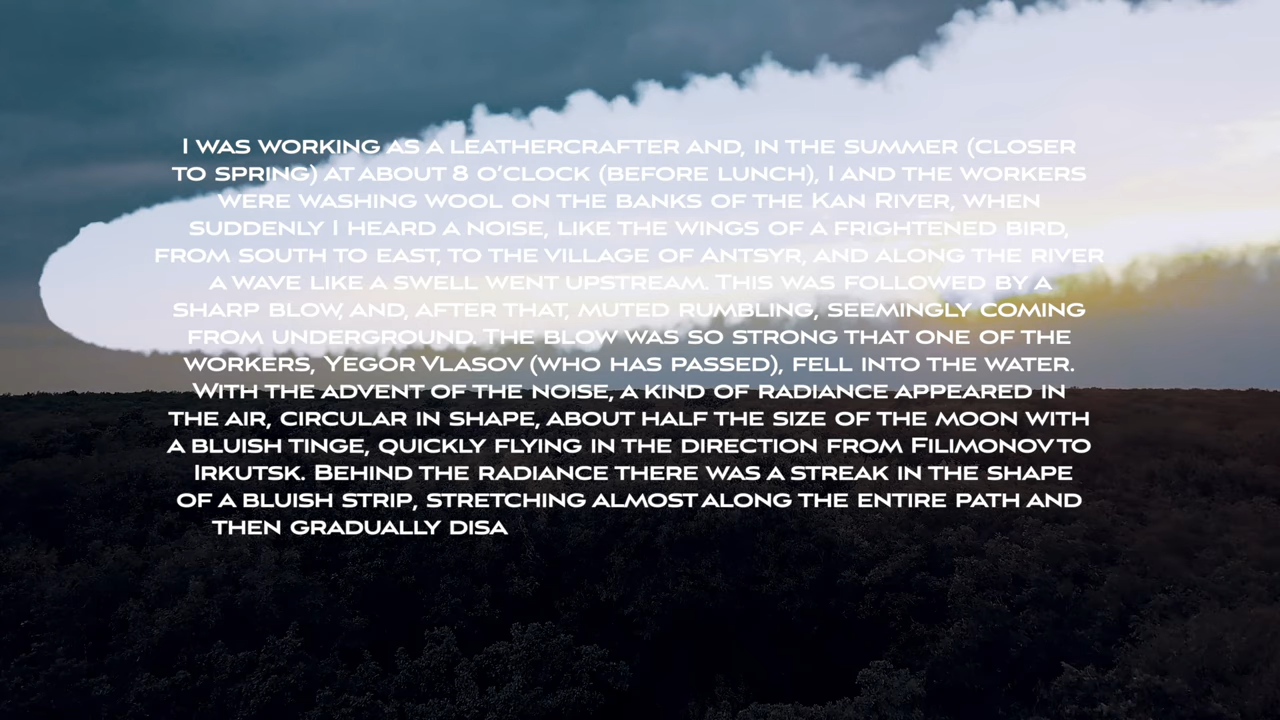 I WAS WORKING AS A LEATHERCRAFTER AND, IN THE SUMMER (CLOSER
TO SPRING) AT ABOUT 8 O'CLOCK (BEFORE LUNCH), I AND THE WORKERS
WERE WASHING WOOL ON THE BANKS OF THE KAN RIVER, WHEN
SUDDENLY I HEARD A NOISE, LIKE THE WINGS OF A FRIGHTENED BIRD,
FROM SOUTH TO EAST, TO THE VILLAGE OF ANTSYR, AND ALONG THE RIVER
A WAVE LIKE A SWELL WENT UPSTREAM. THIS WAS FOLLOWED BY A
SHARP BLOW, AND, AFTER THAT, MUTED RUMBLING, SEEMINGLY COMING
FROM UNDERGROUND. THE BLOW WAS SO STRONG THAT ONE OF THE
WORKERS, YEGOR VLASOV (WHO HAS PASSED), FELL INTO THE WATER.
WITH THE ADVENT OF THE NOISE, A KIND OF RADIANCE APPEARED IN
THE AIR, CIRCULAR IN SHAPE, ABOUT HALF THE SIZE OF THE MOON WITH
A BLUISH TINGE, QUICKLY FLYING IN THE DIRECTION FROM FILIMONOV TO
IRKUTSK. BEHIND THE RADIANCE THERE WAS A STREAK IN THE SHAPE
OF A BLUISH STRIP, STRETCHING ALMOST ALONG THE ENTIRE PATH AND
THEN GRADUALLY DISA